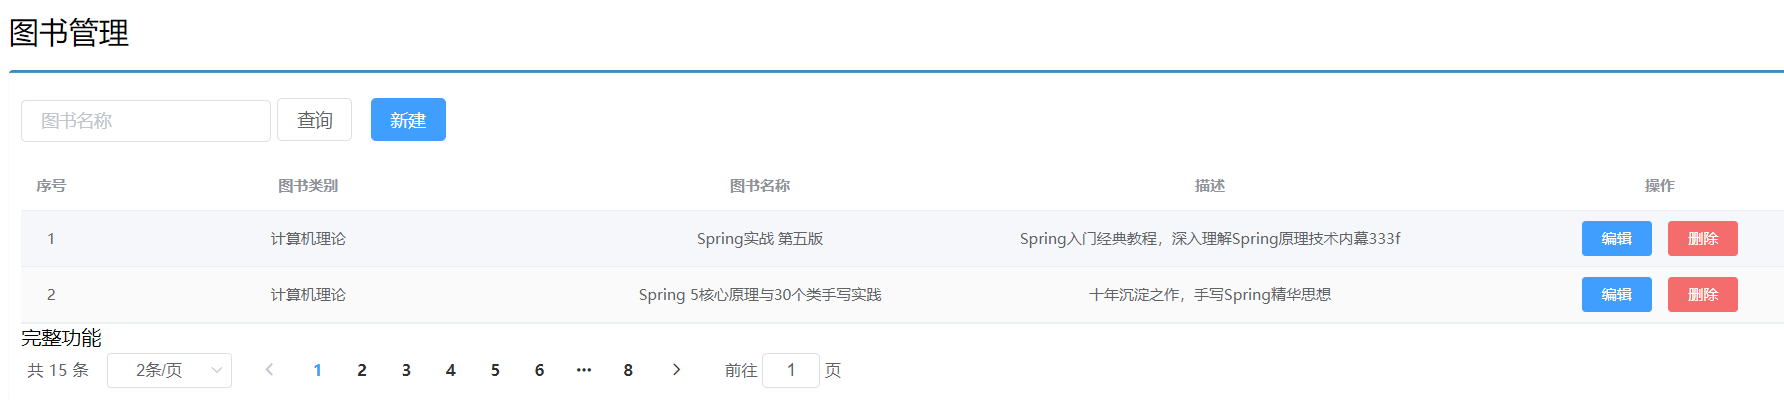 图书管理
图书名称 查询 新建
序号 图书类别 图书名称 描述 操作
1 计算机理论 Spring实战 第五版 Spring入门经典教程，深入理解Spring原理技术内幕333f 编辑 删除
2 计算机理论 Spring 5核心原理与30个类手写实践 十年沉淀之作，手写Spring精华思想 编辑 删除
完整功能
共 15 条 2条/页 1 2 3 4 5 6 ··· 8 前往 1 页